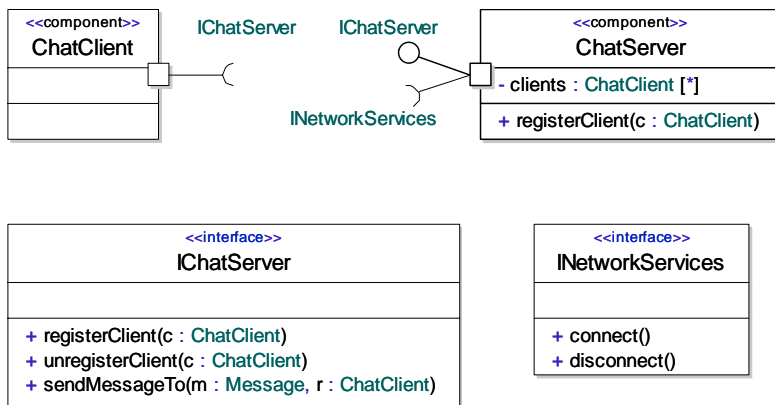 <<component>>
ChatClient
IChatServer
IChatServer
INetworkServices
<<component>>
ChatServer
- clients : ChatClient [*]
+ registerClient(c : ChatClient)
<<interface>>
IChatServer
+ registerClient(c : ChatClient)
+ unregisterClient(c : ChatClient)
+ sendMessageTo(m : Message, r : ChatClient)
<<interface>>
INetworkServices
+ connect()
+ disconnect()